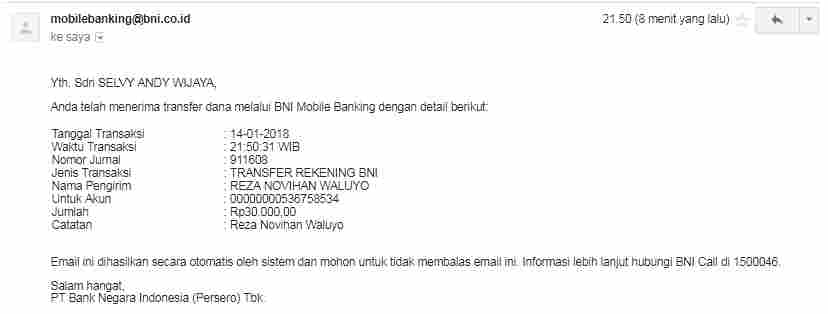 mobilebanking@bni.co.id 21.50 (8 menit yang lalu)
ke saya
Yth. Sdri SELVY ANDY WIJAYA,
Anda telah menerima transfer dana melalui BNI Mobile Banking dengan detail berikut:
Tanggal Transaksi : 14-01-2018
Waktu Transaksi : 21:50:31 WIB
Nomor Jurnal : 911608
Jenis Transaksi : TRANSFER REKENING BNI
Nama Pengirim : REZA NOVIHAN WALUYO
Untuk Akun : 00000000536758534
Jumlah : Rp30.000,00
Catatan : Reza Novihan Waluyo
Email ini dihasilkan secara otomatis oleh sistem dan mohon untuk tidak membalas email ini. Informasi lebih lanjut hubungi BNI Call di 1500046.
Salam hangat,
PT Bank Negara Indonesia (Persero) Tbk.